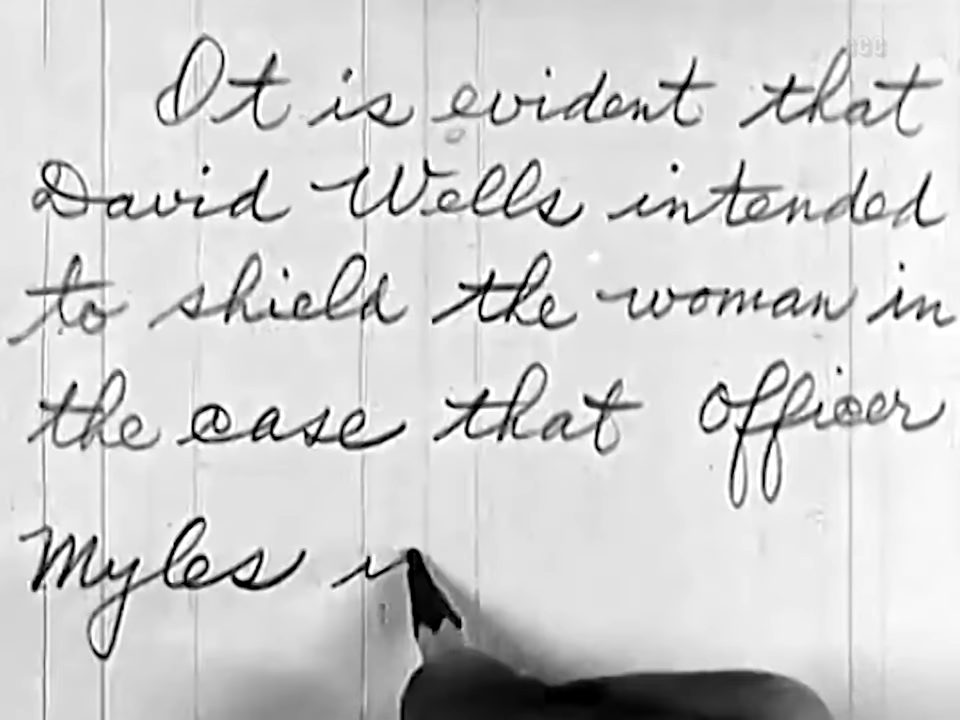 It is evident that
David Wells intended
to shield the woman in
the case that officer
Myles